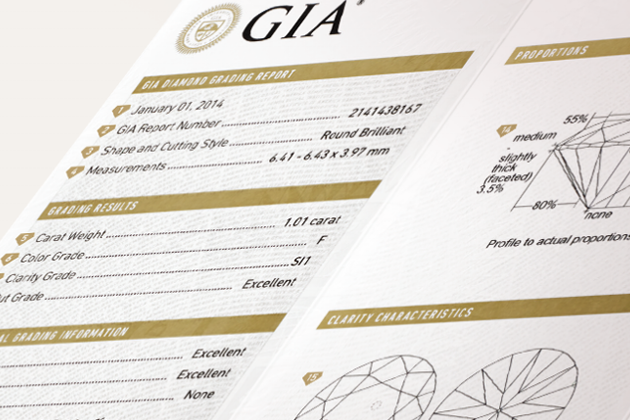 GIA®
GIA DIAMOND GRADING REPORT
1 January 01, 2014
2 GIA Report Number 2141438167
3 Shape and Cutting Style Round Brilliant
4 Measurements 6.41 - 6.43 x 3.97 mm
GRADING RESULTS
5 Carat Weight 1.01 carat
6 Color Grade F
Clarity Grade SI1
ut Grade Excellent
AL GRADING INFORMATION
Excellent
Excellent
None
PROPORTIONS
14
55%
medium -
slightly
thick
(faceted)
3.5%
80%
none
Profile to actual proportions
CLARITY CHARACTERISTICS
15